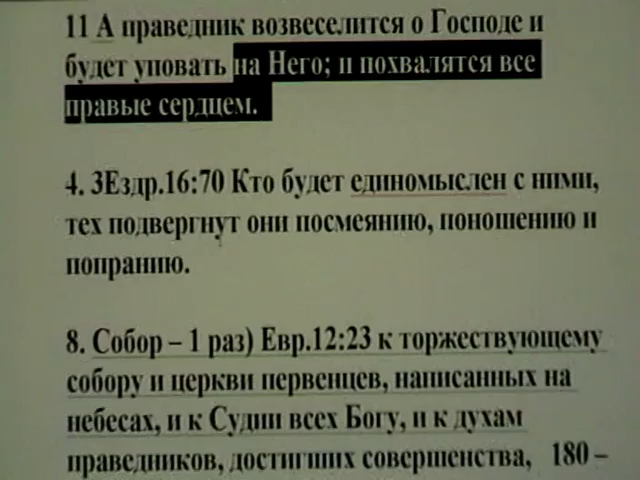 11 А праведник возвеселится о Господе и
будет уповать на Него; и похвалятся все
правые сердцем.
4. 3Ездр.16:70 Кто будет единомыслен с ними,
тех подвергнут они посмеянию, поношению и
попранию.
8. Собор – 1 раз) Евр.12:23 к торжествующему
собору и церкви первенцев, написанных на
небесах, и к Судии всех Богу, и к духам
праведников, достигших совершенства, 180 –